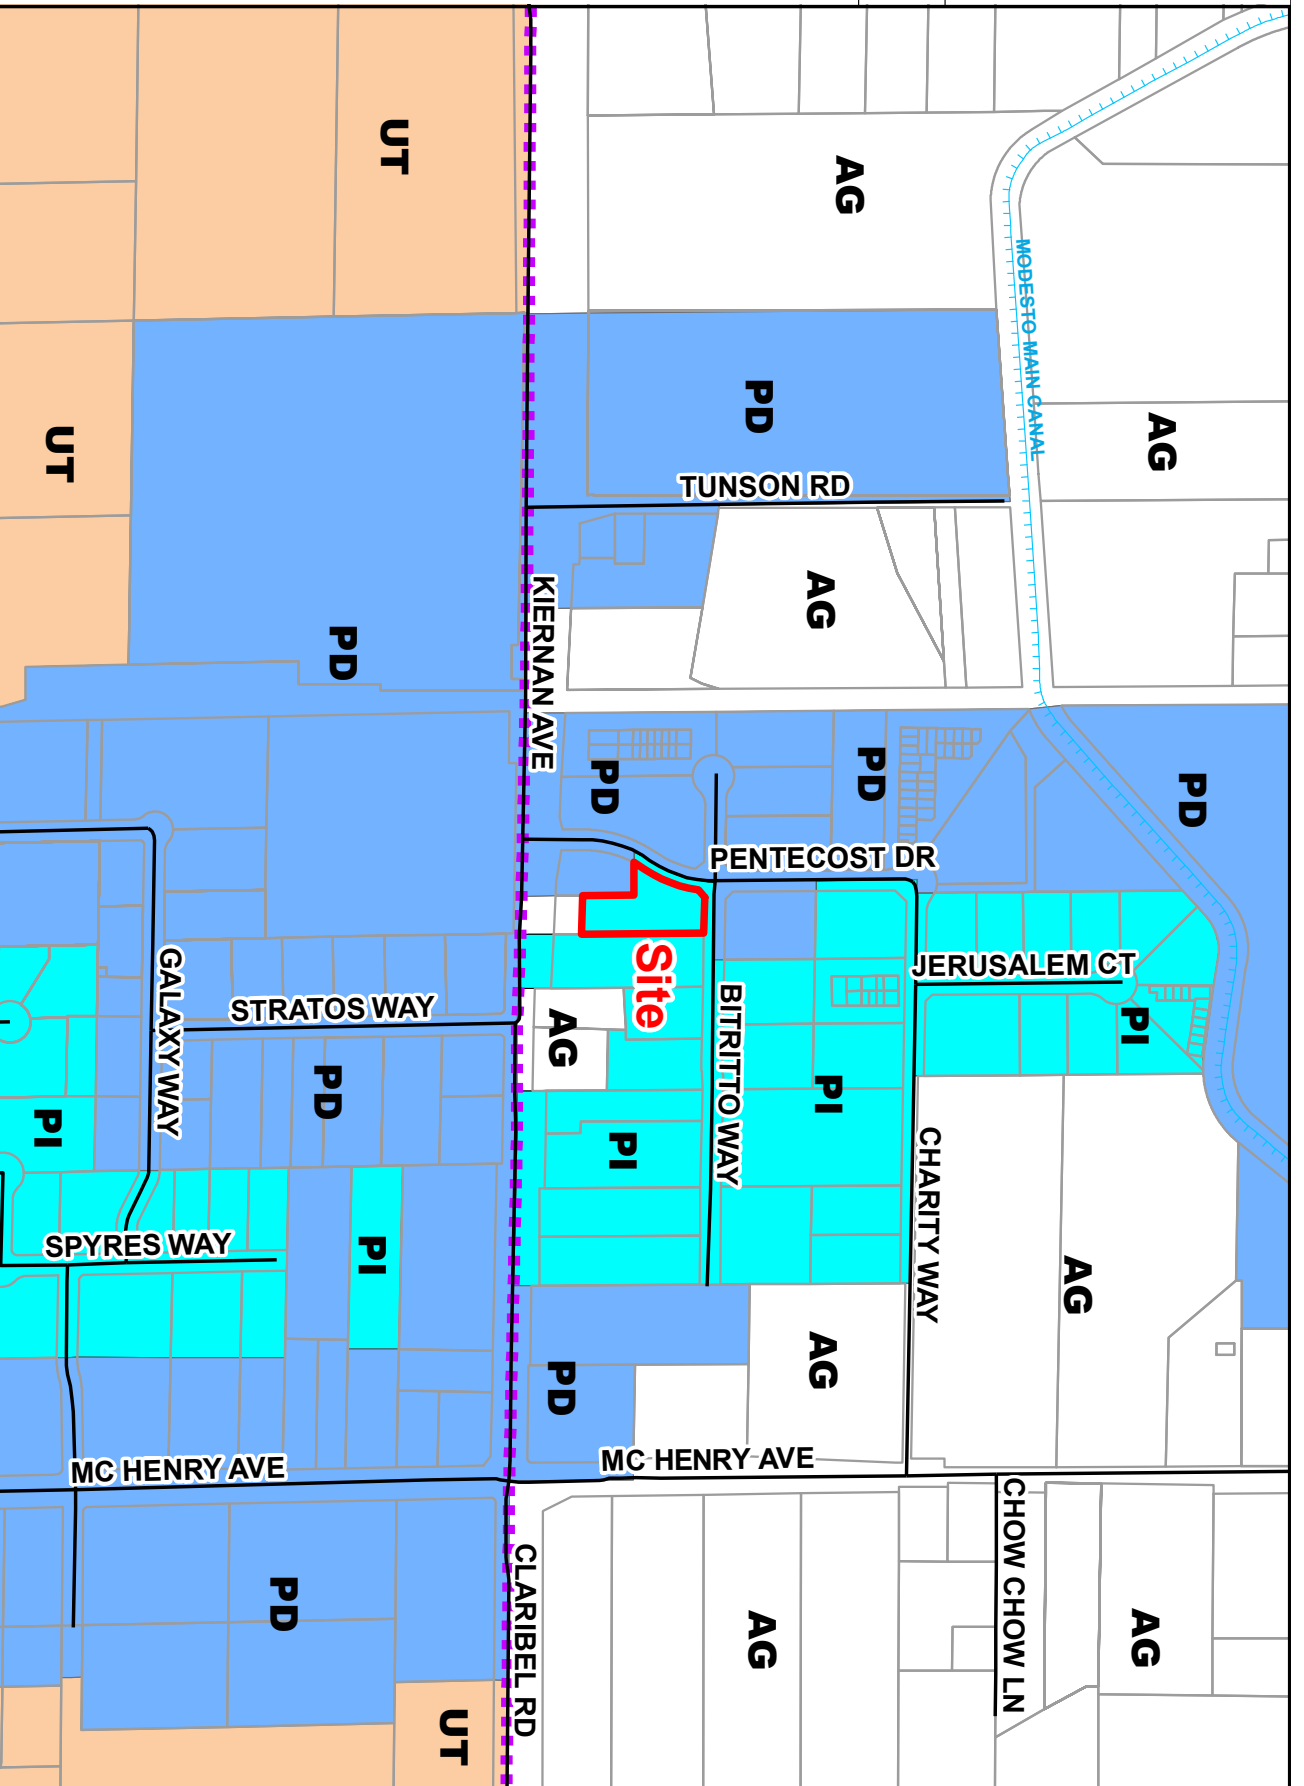 UT
AG
MODESTO MAIN CANAL
PD
AG
UT
TUNSON RD
KIERNAN AVE
AG
PD
PD
PD
PD
PENTECOST DR
Site
GALAXY WAY
STRATOS WAY
BITRITTO WAY
JERUSALEM CT
AG
PI
PD
PI
PI
PI
CHARITY WAY
SPYRES WAY
PI
AG
PD
AG
MC HENRY AVE
MC HENRY AVE
CHOW CHOW LN
CLARIBEL RD
PD
AG
AG
UT